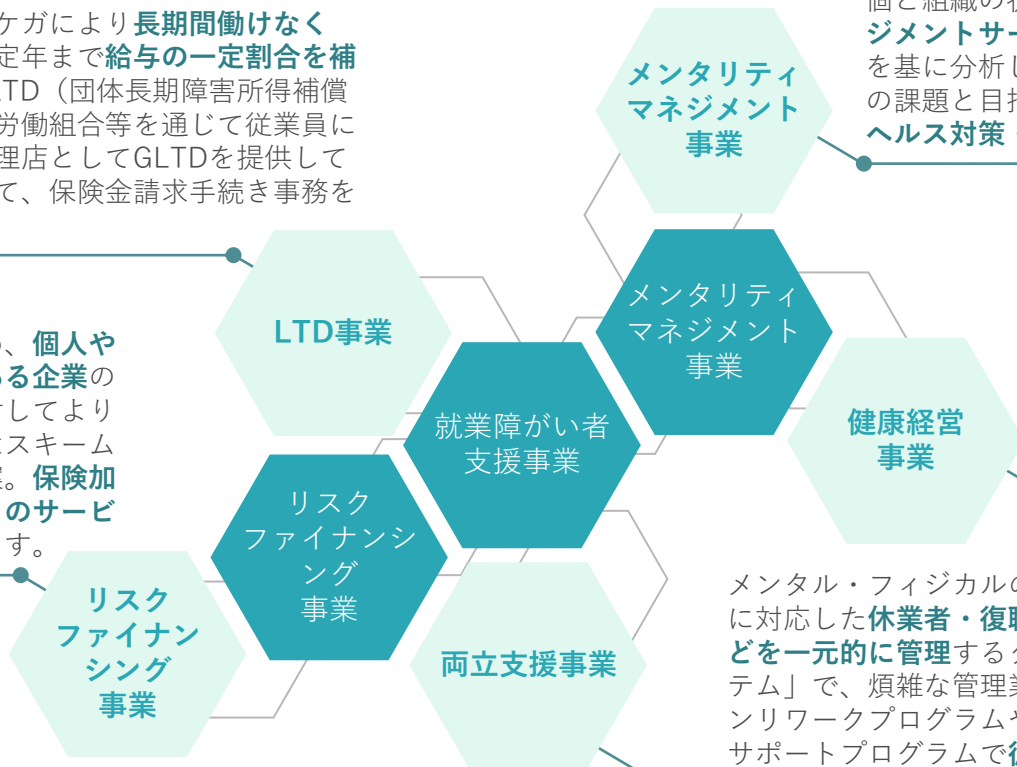 ケガにより長期間働けなく
定年まで給与の一定割合を補
LTD（団体長期障害所得補償
労働組合等を通じて従業員に
理店としてGLTDを提供して
て、保険金請求手続き事務を
メンタリティ
マネジメント
事業
個と組織の
ジメントサー
を基に分析し
の課題と目指
ヘルス対策・
LTD事業
メンタリティ
マネジメント
事業
、個人や
ある企業の
してより
スキーム
。保険加
のサービ
す。
就業障がい者
支援事業
健康経営
事業
リスク
ファイナンシ
ング
事業
リスク
ファイナン
シング
事業
両立支援事業
メンタル・フィジカルの
に対応した休業者・復職
どを一元的に管理する
テム」で、煩雑な管理業
ンリワークプログラムや
サポートプログラムで復